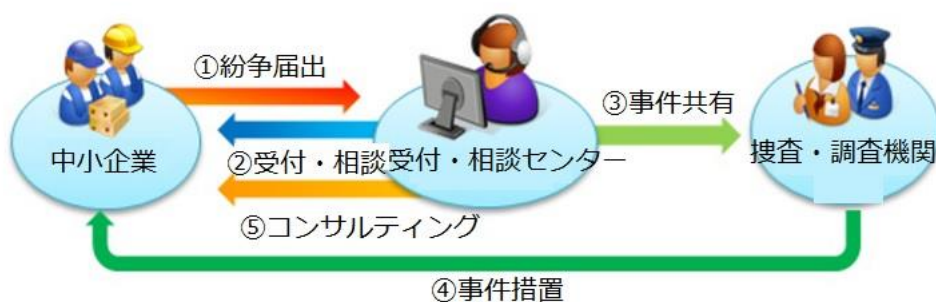 ①紛争届出
③事件共有
中小企業
②受付・相談
受付・相談センター
捜査・調査機関
⑤コンサルティング
④事件措置